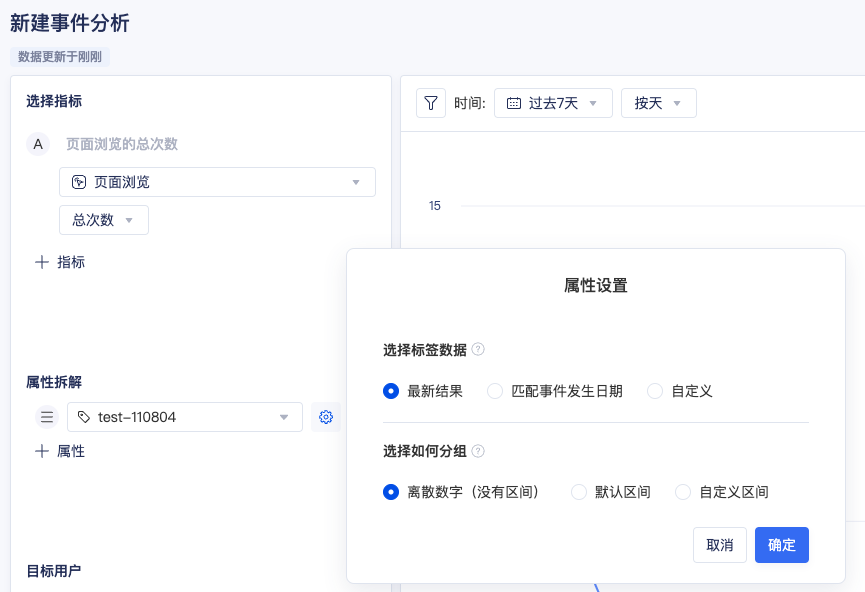 新建事件分析
数据更新于刚刚
选择指标
A 页面浏览的总次数
页面浏览
总次数
指标
属性拆解
test-110804
属性
目标用户
时间: 过去7天 按天
15
属性设置
选择标签数据 ?
最新结果 匹配事件发生日期 自定义
选择如何分组 ?
离散数字（没有区间） 默认区间 自定义区间
取消 确定